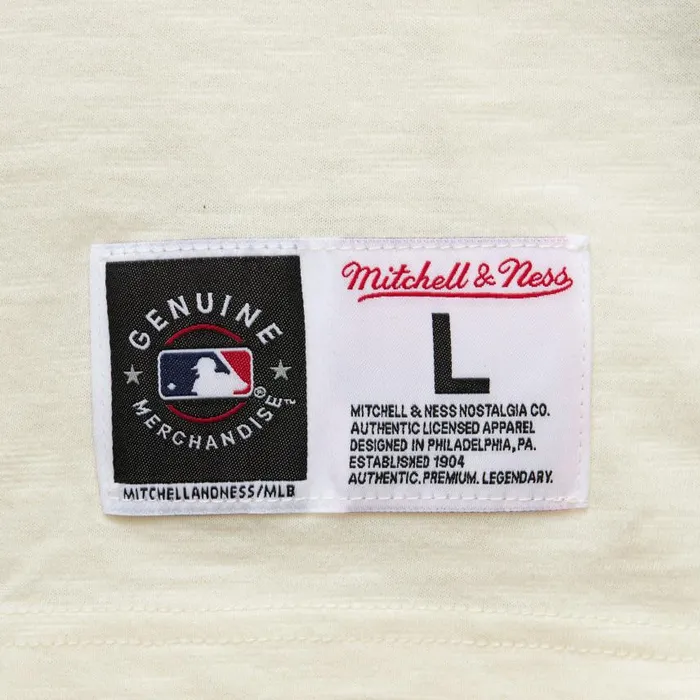 GENUINE
MERCHANDISE
MITCHELLANDNESS/MLB
Mitchell & Ness
L
MITCHELL & NESS NOSTALGIA CO.
AUTHENTIC LICENSED APPAREL
DESIGNED IN PHILADELPHIA, PA.
ESTABLISHED 1904
AUTHENTIC. PREMIUM. LEGENDARY.